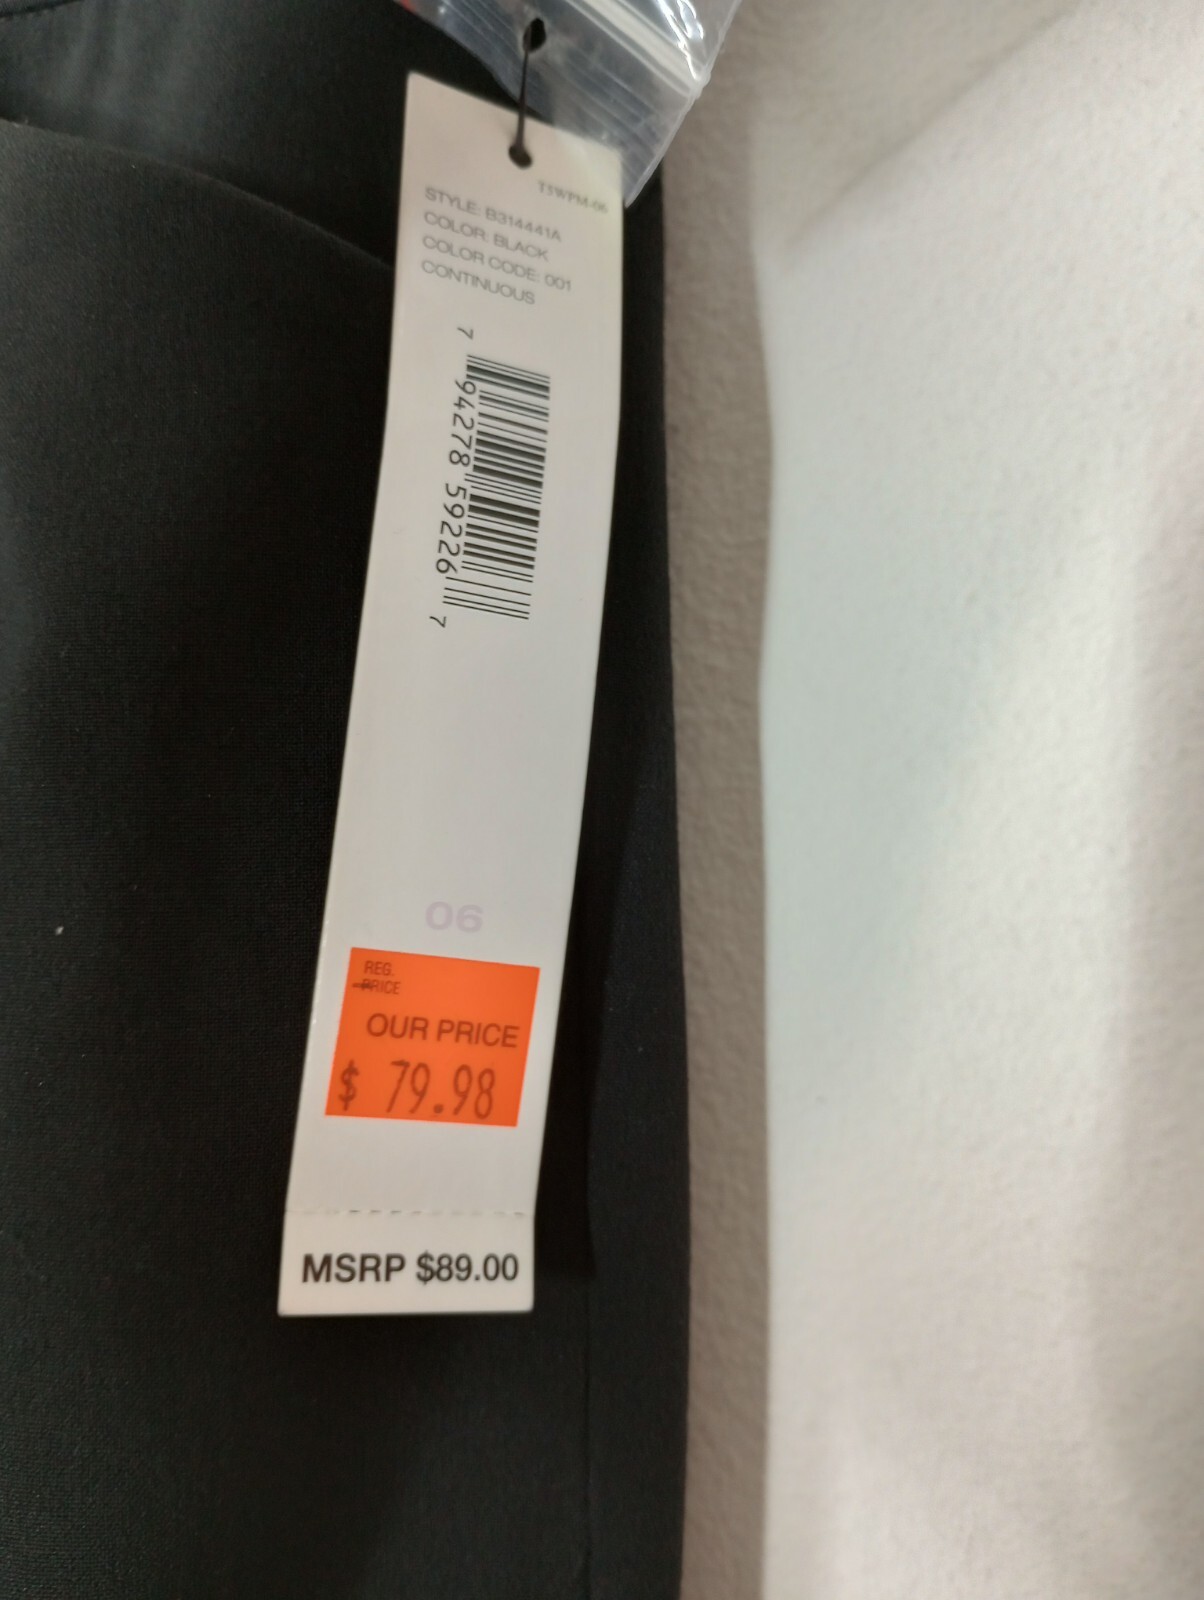 T1WPM-06
STYLE: B314441A
COLOR: BLACK
COLOR CODE: 001
CONTINUOUS
7 94278 59226 7
06
REG.
PRICE
OUR PRICE
$ 79.98
MSRP $89.00